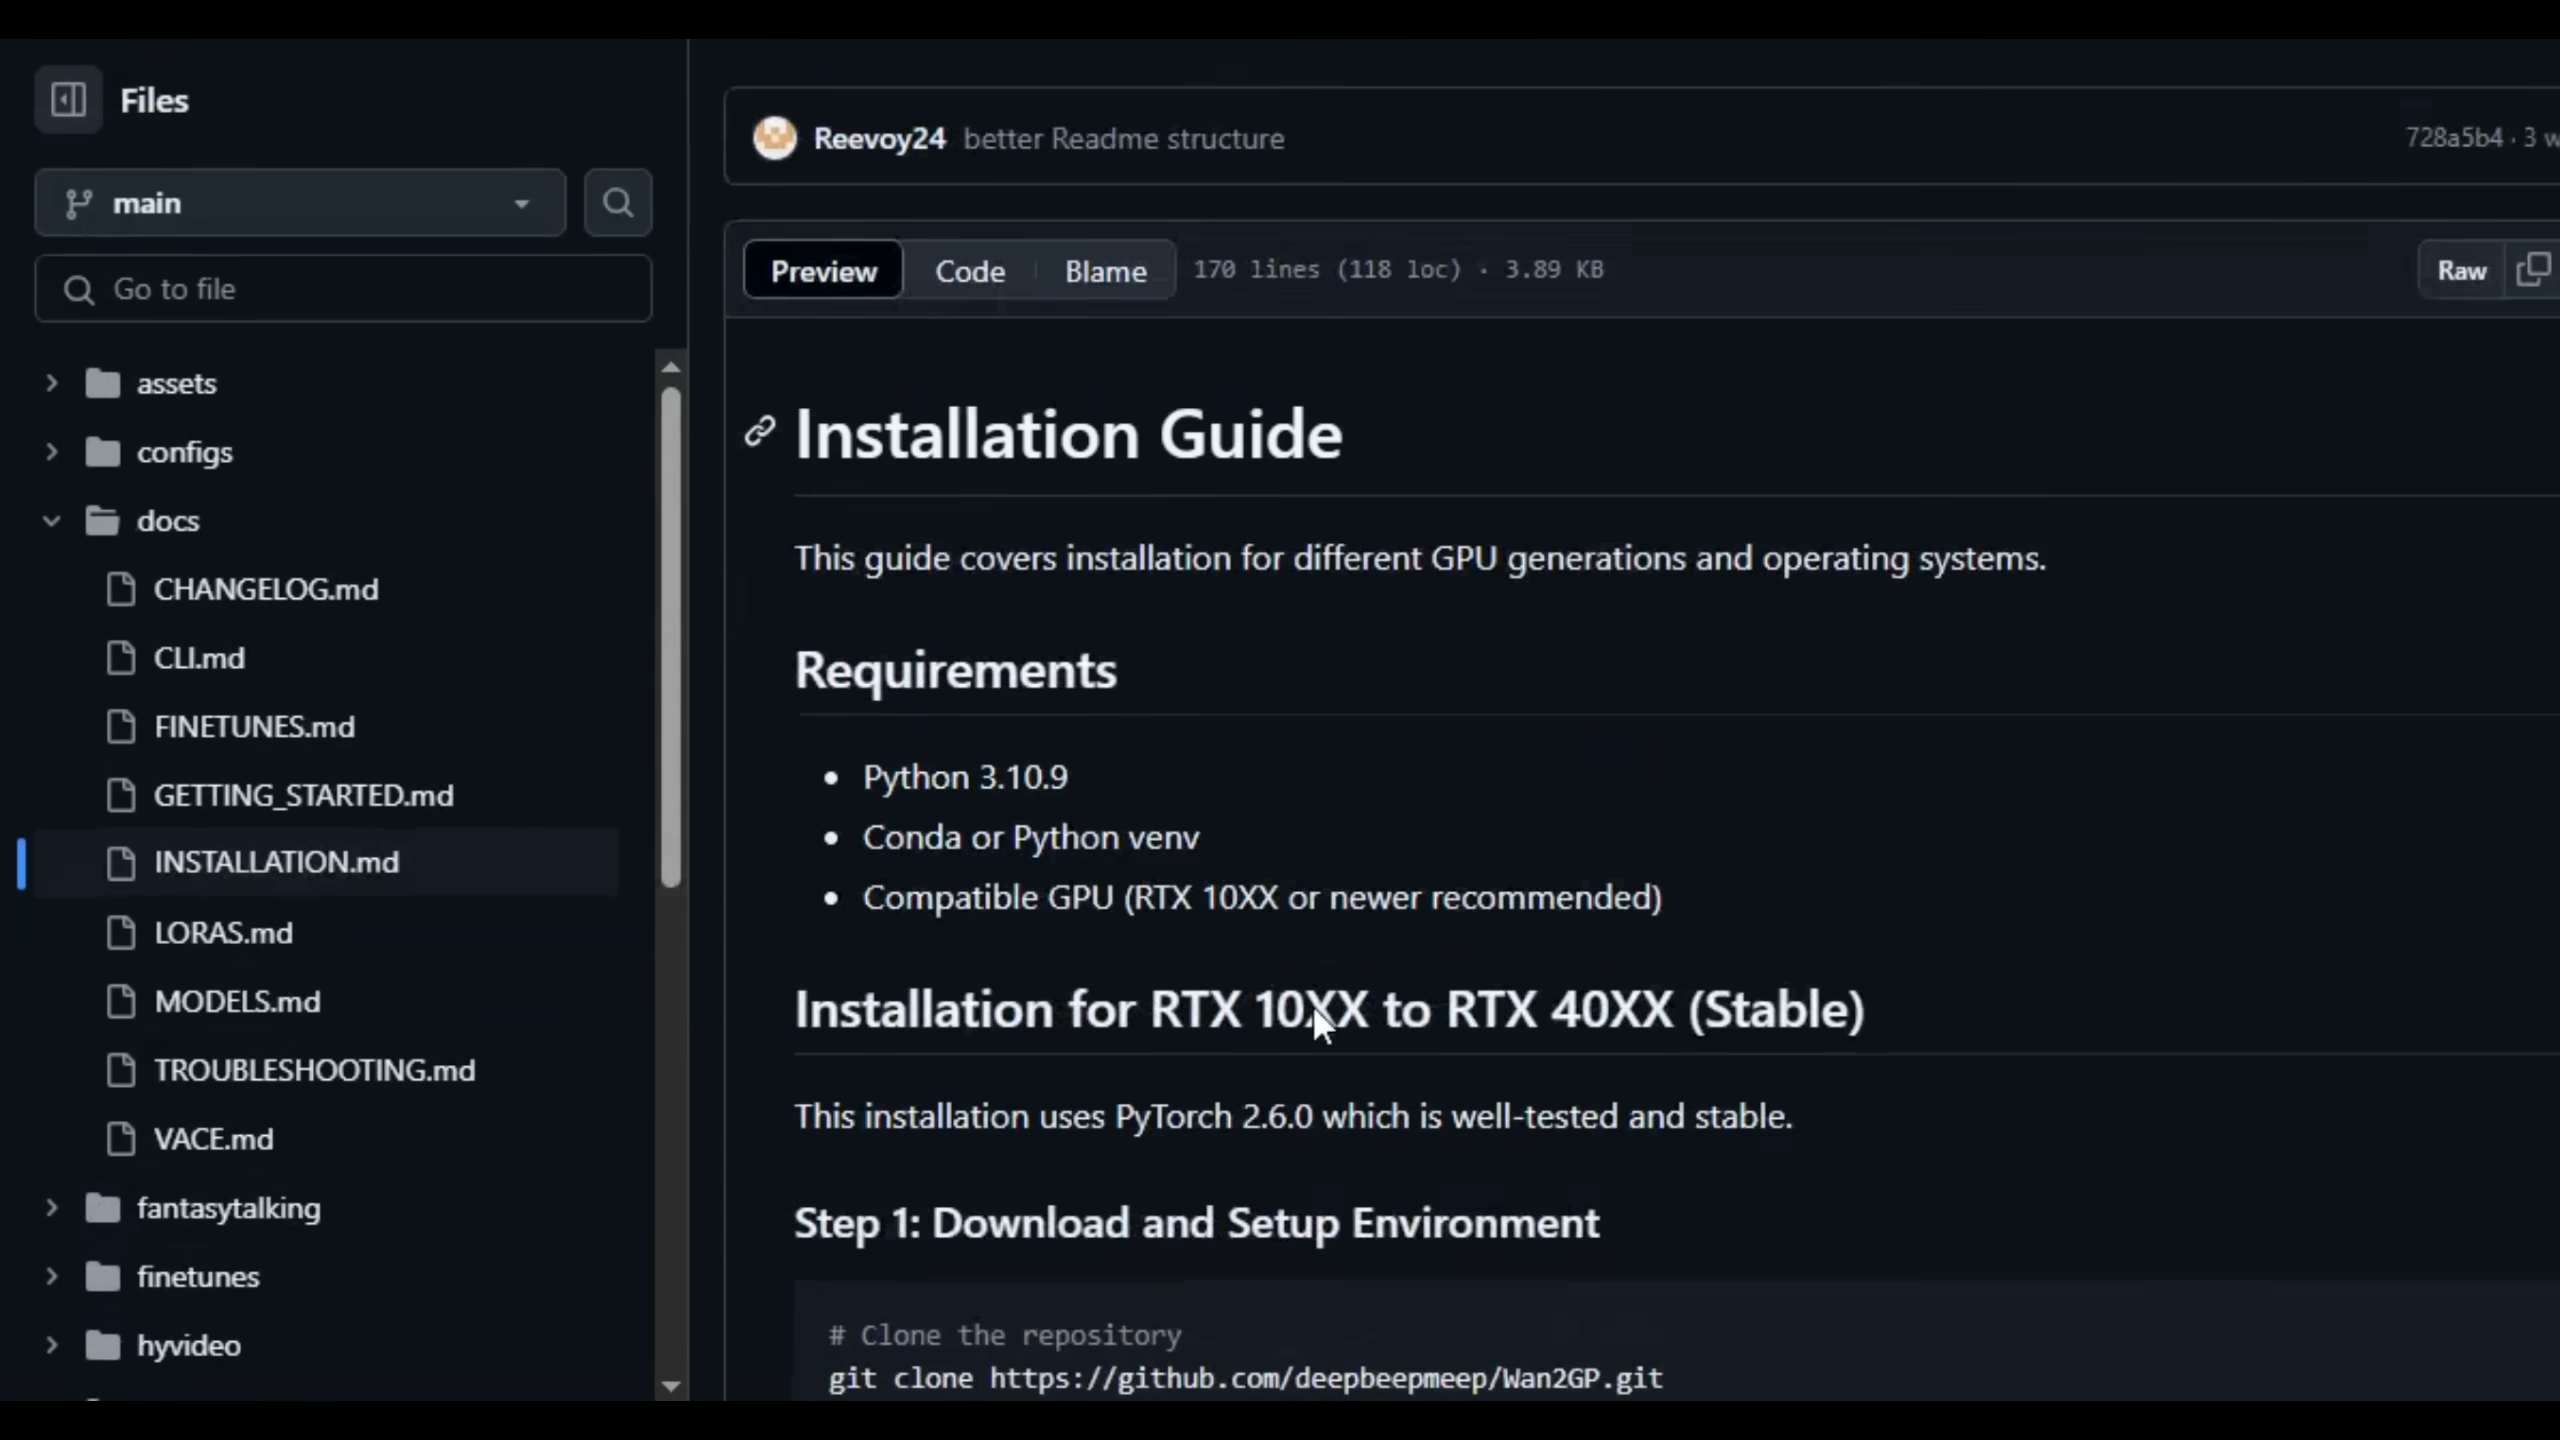 Files
main
Go to file
assets
configs
docs
CHANGELOG.md
CLI.md
FINETUNES.md
GETTING_STARTED.md
INSTALLATION.md
LORAS.md
MODELS.md
TROUBLESHOOTING.md
VACE.md
fantasytalking
finetunes
hyvideo
Reevoy24 better Readme structure
728a5b4 · 3 w
Preview Code Blame 170 lines (118 loc) · 3.89 KB
Raw
Installation Guide
This guide covers installation for different GPU generations and operating systems.
Requirements
• Python 3.10.9
• Conda or Python venv
• Compatible GPU (RTX 10XX or newer recommended)
Installation for RTX 10XX to RTX 40XX (Stable)
This installation uses PyTorch 2.6.0 which is well-tested and stable.
Step 1: Download and Setup Environment
# Clone the repository
git clone https://github.com/deepbeepmeep/Wan2GP.git